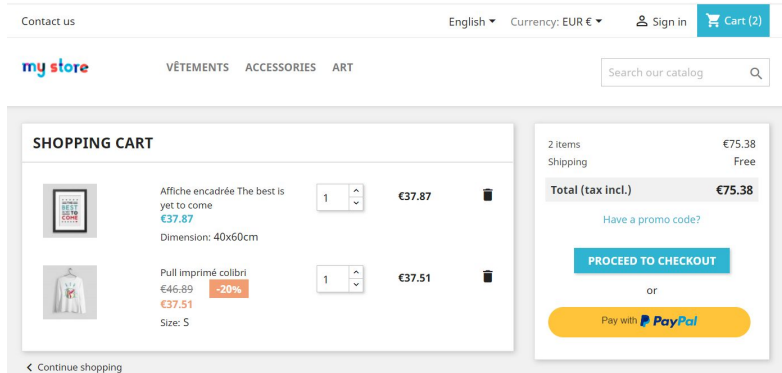 Contact us
English
Currency: EUR €
Sign in
Cart (2)
my store
VÊTEMENTS ACCESSORIES ART
Search our catalog
SHOPPING CART
Affiche encadrée The best is
yet to come
€37.87
Dimension: 40x60cm
1
€37.87
BEST
COME
Pull imprimé colibri
€46.89 -20%
€37.51
Size: S
1
€37.51
Continue shopping
2 items €75.38
Shipping Free
Total (tax incl.) €75.38
Have a promo code?
PROCEED TO CHECKOUT
or
Pay with PayPal